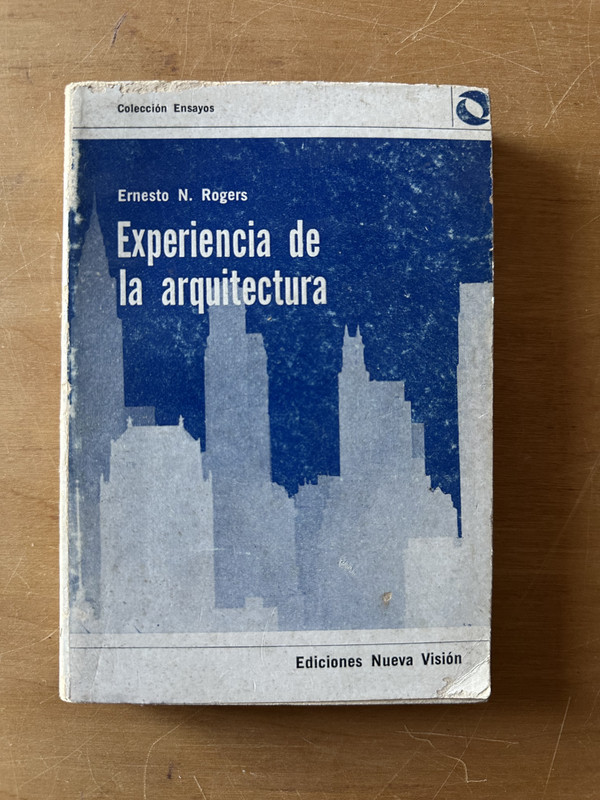 Colección Ensayos
Ernesto N. Rogers
Experiencia de
la arquitectura
Ediciones Nueva Visión